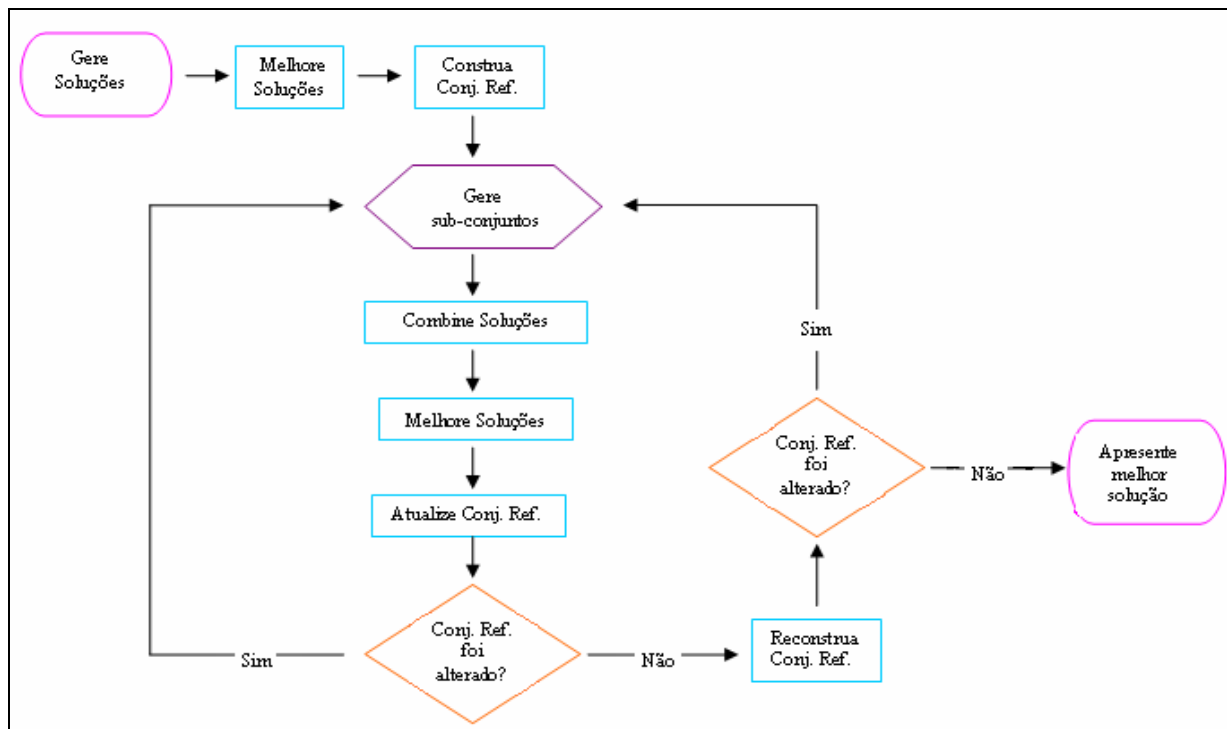 Gere
Soluções
Melhore
Soluções
Construa
Conj. Ref.
Gere
sub-conjuntos
Combine Soluções
Melhore Soluções
Atualize Conj. Ref.
Conj. Ref.
foi
alterado?
Sim
Não
Reconstrua
Conj. Ref.
Conj. Ref.
foi
alterado?
Sim
Não
Apresente
melhor
solução